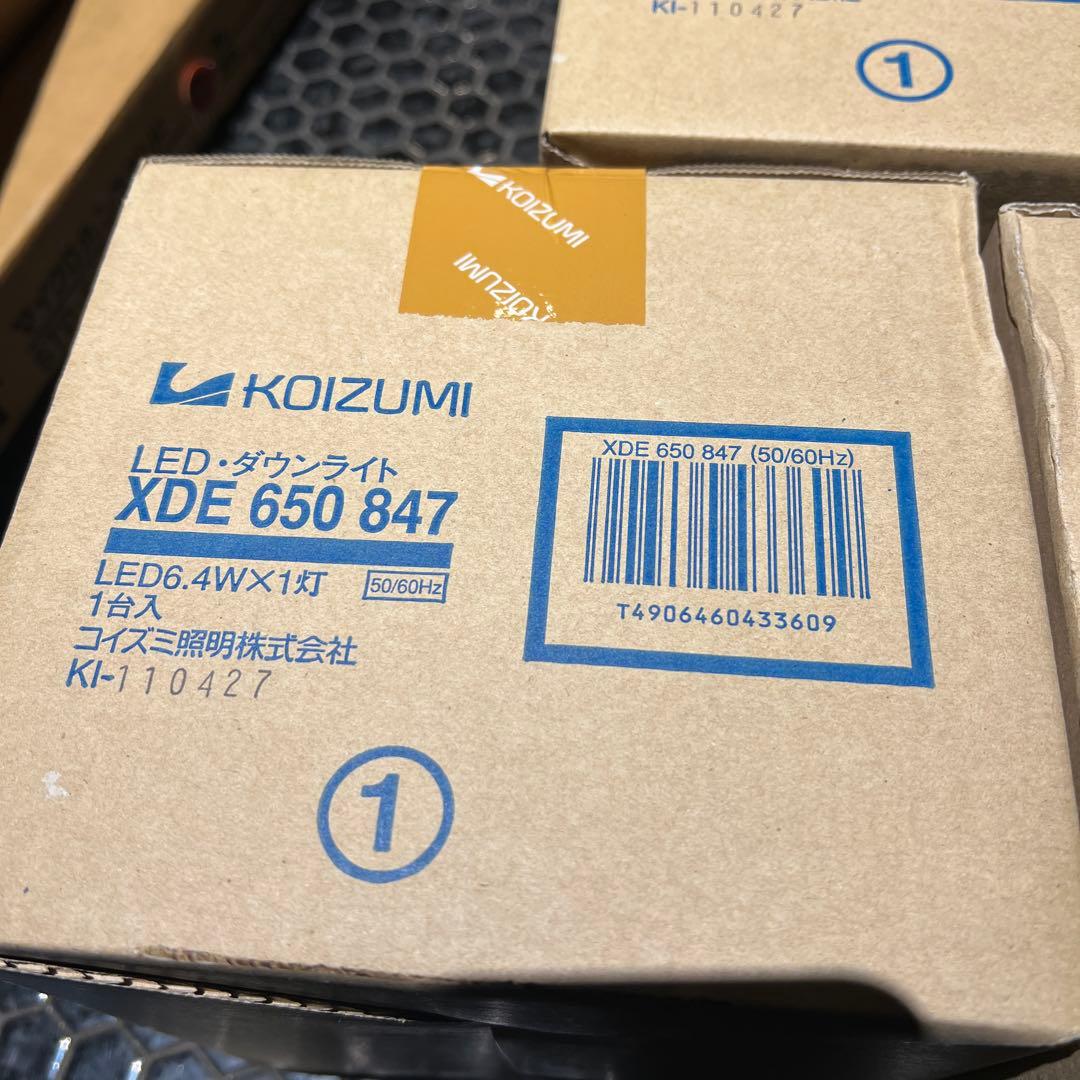 KI-110427
1
KOIZUMI
KOIZUMI
KOIZUMI
LED・ダウンライト
XDE 650 847
LED6.4W×1灯 50/60Hz
1台入
コイズミ照明株式会社
KI-110427
1
XDE 650 847 (50/60Hz)
T4906460433609